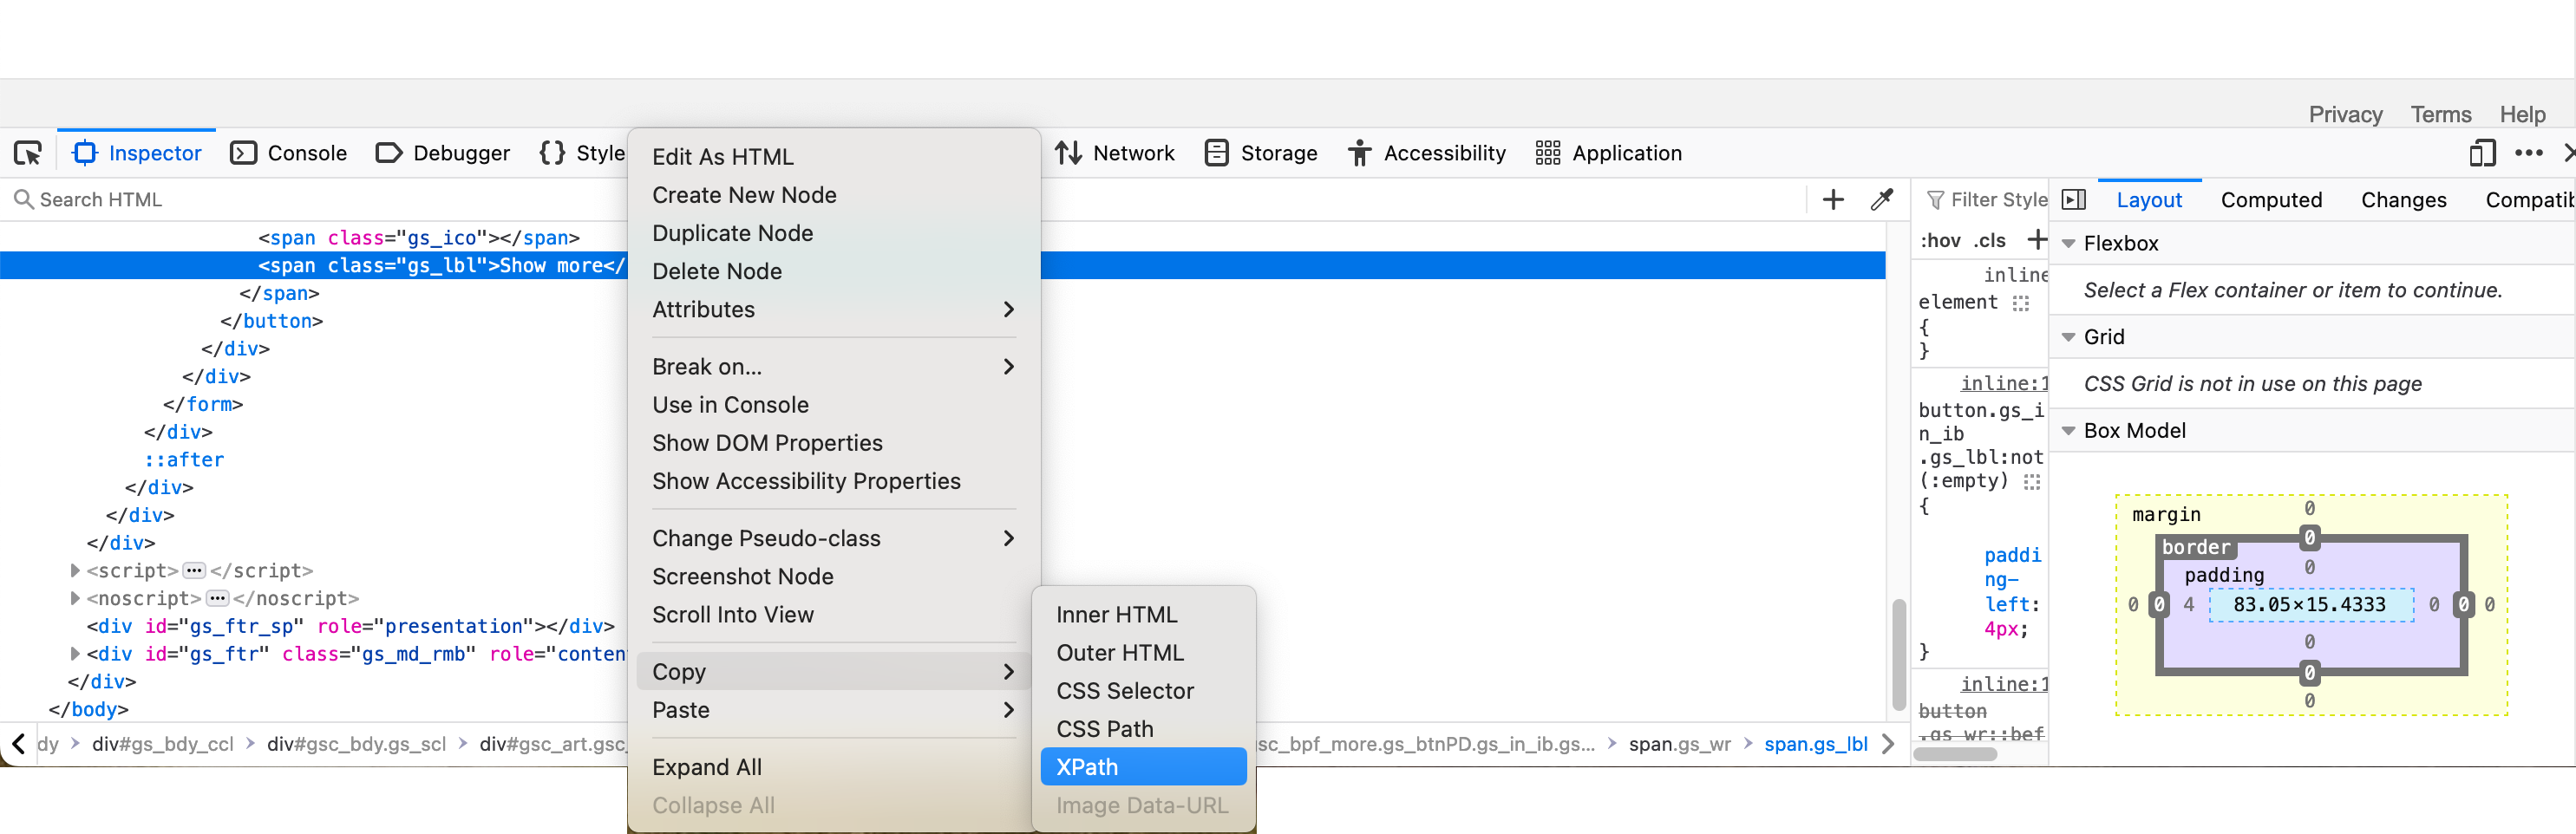 Privacy Terms Help
Inspector Console Debugger {} Style Network Storage Accessibility Application
Search HTML
<span class="gs_ico"></span>
<span class="gs_lbl">Show more</
</span>
</button>
</div>
</div>
</form>
</div>
::after
</div>
</div>
</div>
<script>…</script>
<noscript>…</noscript>
<div id="gs_ftr_sp" role="presentation"></div>
<div id="gs_ftr" class="gs_md_rmb" role="conten
</div>
</body>
dy > div#gs_bdy_ccl > div#gsc_bdy.gs_scl > div#gsc_art.gsc_
sc_bpf_more.gs_btnPD.gs_in_ib.gs... > span.gs_wr > span.gs_lbl
Edit As HTML
Create New Node
Duplicate Node
Delete Node
Attributes
Break on…
Use in Console
Show DOM Properties
Show Accessibility Properties
Change Pseudo-class
Screenshot Node
Scroll Into View
Copy
Paste
Expand All
Collapse All
Inner HTML
Outer HTML
CSS Selector
CSS Path
XPath
Image Data-URL
Filter Style
:hov .cls +
inline
element
{
}
inline:1
button.gs_i
n_ib
.gs_lbl:not
(:empty)
{
paddi
ng-
left:
4px;
}
inline:1
button
.gs_wr::bef
Layout Computed Changes Compatib
Flexbox
Select a Flex container or item to continue.
Grid
CSS Grid is not in use on this page
Box Model
margin 0
border 0
padding 0
0 0 4 83.05×15.4333 0 0 0
0
0
0